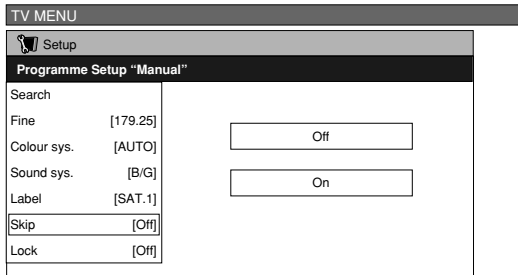 TV MENU
Setup
Programme Setup “Manual”
Search
Fine [179.25]
Colour sys. [AUTO]
Sound sys. [B/G]
Label [SAT.1]
Skip [Off]
Lock [Off]
Off
On